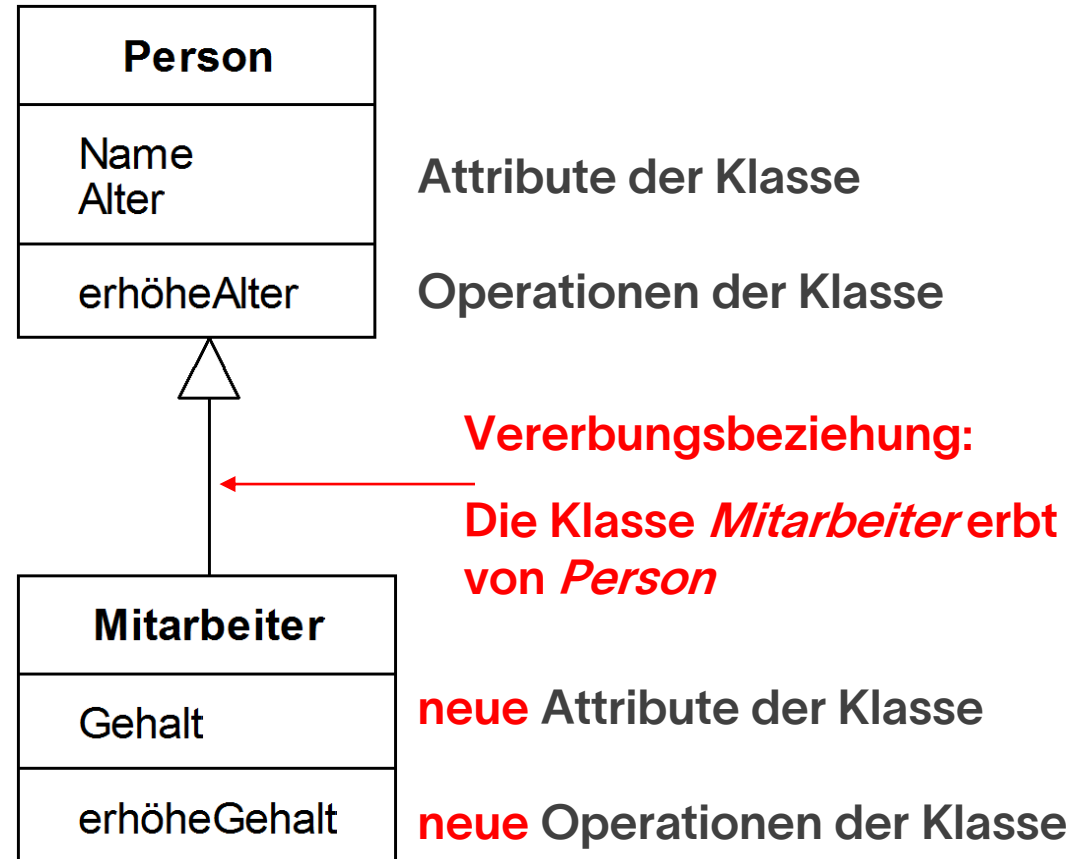 Person
Name
Alter
Attribute der Klasse
erhöheAlter
Operationen der Klasse
Vererbungsbeziehung:
Die Klasse Mitarbeiter erbt
von Person
Mitarbeiter
Gehalt
neue Attribute der Klasse
erhöheGehalt
neue Operationen der Klasse